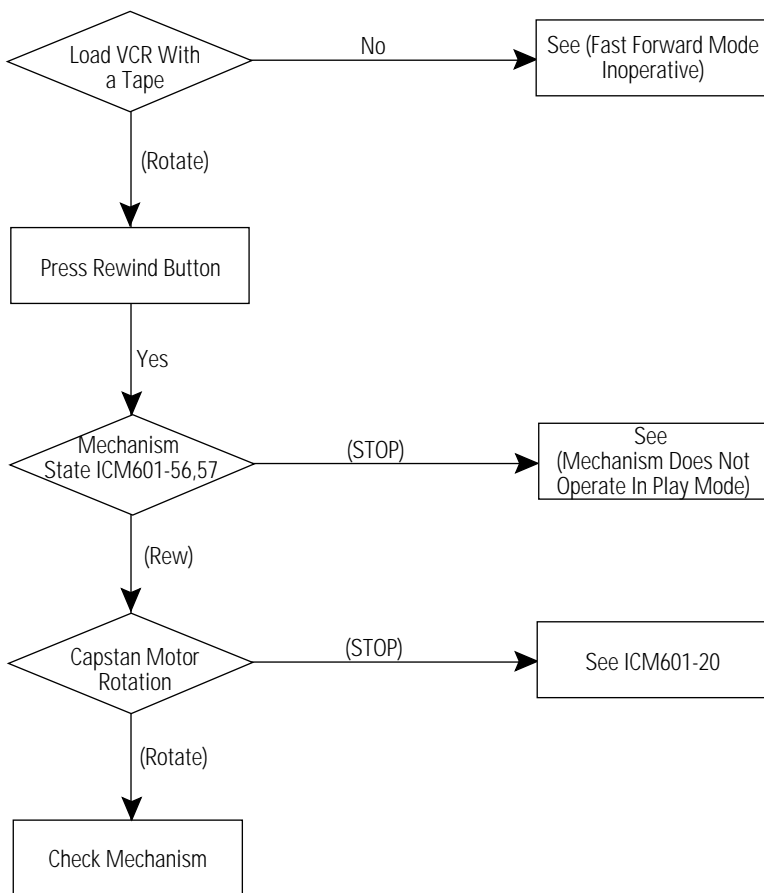 Load VCR With
a Tape
No
See (Fast Forward Mode
Inoperative)
(Rotate)
Press Rewind Button
Yes
Mechanism
State ICM601-56,57
(STOP)
See
(Mechanism Does Not
Operate In Play Mode)
(Rew)
Capstan Motor
Rotation
(STOP)
See ICM601-20
(Rotate)
Check Mechanism